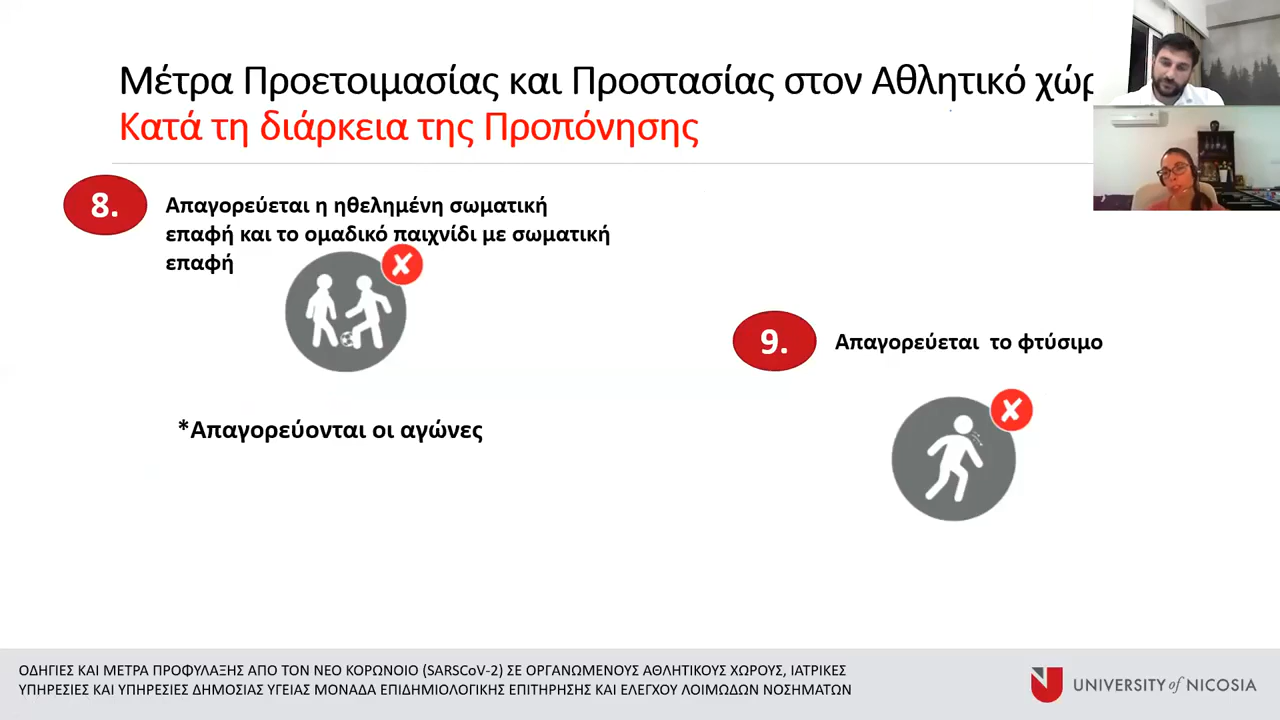 Μέτρα Προετοιμασίας και Προστασίας στον Αθλητικό χώρ
Κατά τη διάρκεια της Προπόνησης
8.
Απαγορεύεται η ηθελημένη σωματική
επαφή και το ομαδικό παιχνίδι με σωματική
επαφή
*Απαγορεύονται οι αγώνες
9.
Απαγορεύεται το φτύσιμο
ΟΔΗΓΙΕΣ ΚΑΙ ΜΕΤΡΑ ΠΡΟΦΥΛΑΞΗΣ ΑΠΟ ΤΟΝ ΝΕΟ ΚΟΡΩΝΟΙΟ (SARSCoV-2) ΣΕ ΟΡΓΑΝΩΜΕΝΟΥΣ ΑΘΛΗΤΙΚΟΥΣ ΧΩΡΟΥΣ, ΙΑΤΡΙΚΕΣ
ΥΠΗΡΕΣΙΕΣ ΚΑΙ ΥΠΗΡΕΣΙΕΣ ΔΗΜΟΣΙΑΣ ΥΓΕΙΑΣ ΜΟΝΑΔΑ ΕΠΙΔΗΜΙΟΛΟΓΙΚΗΣ ΕΠΙΤΗΡΗΣΗΣ ΚΑΙ ΕΛΕΓΧΟΥ ΛΟΙΜΩΔΩΝ ΝΟΣΗΜΑΤΩΝ
UNIVERSITY of NICOSIA